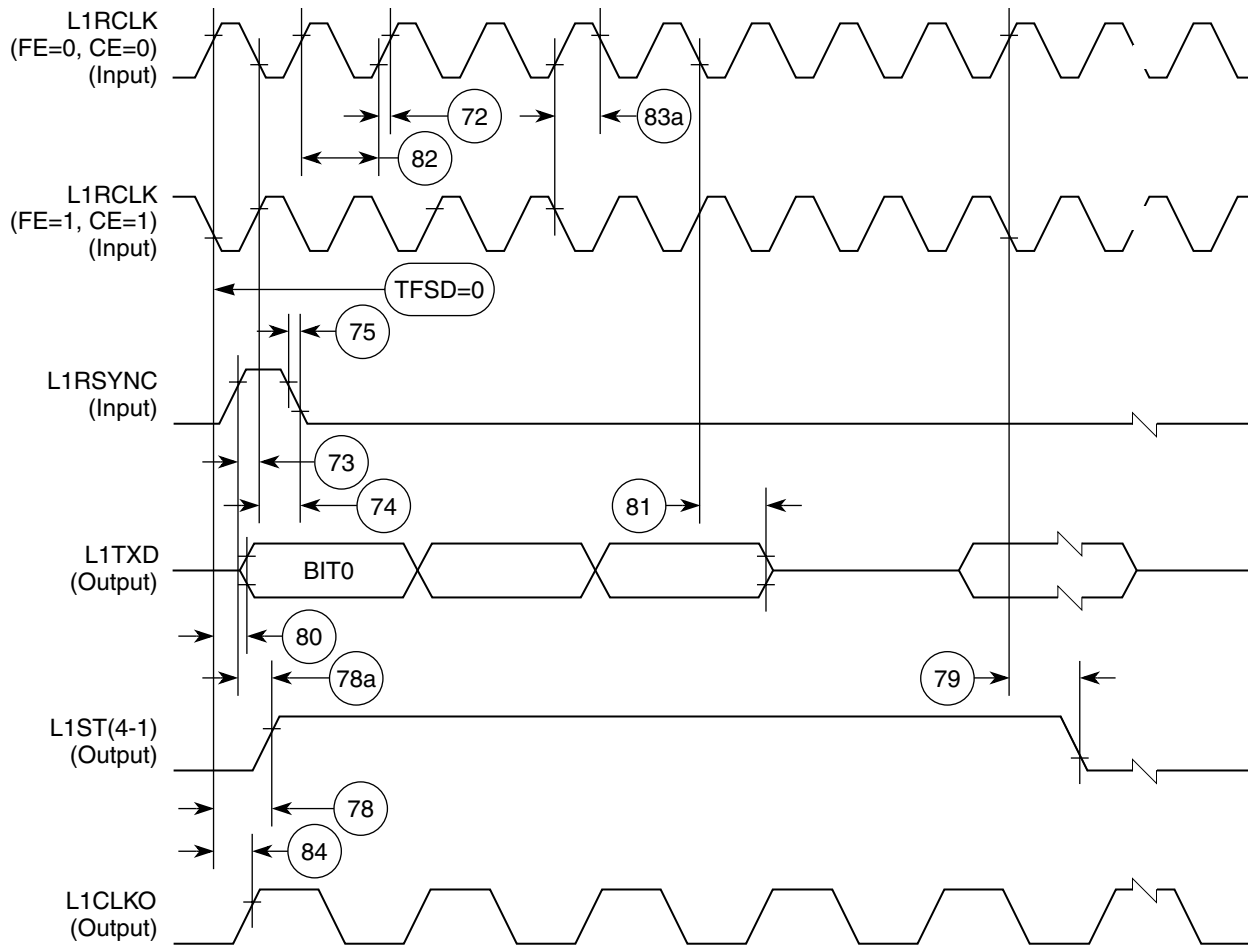 L1RCLK
(FE=0, CE=0)
(Input)
72
83a
82
L1RCLK
(FE=1, CE=1)
(Input)
TFSD=0
75
L1RSYNC
(Input)
73
74
81
L1TXD
(Output)
BIT0
80
78a
79
L1ST(4-1)
(Output)
78
84
L1CLKO
(Output)